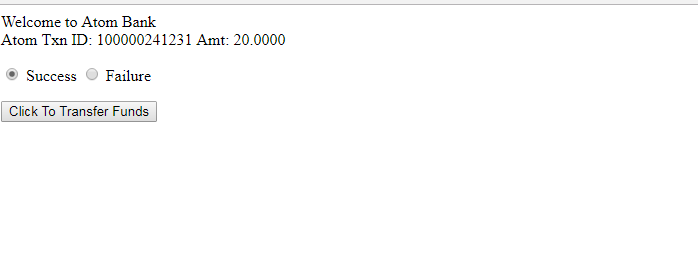 Welcome to Atom Bank
Atom Txn ID: 100000241231 Amt: 20.0000
Success Failure
Click To Transfer Funds